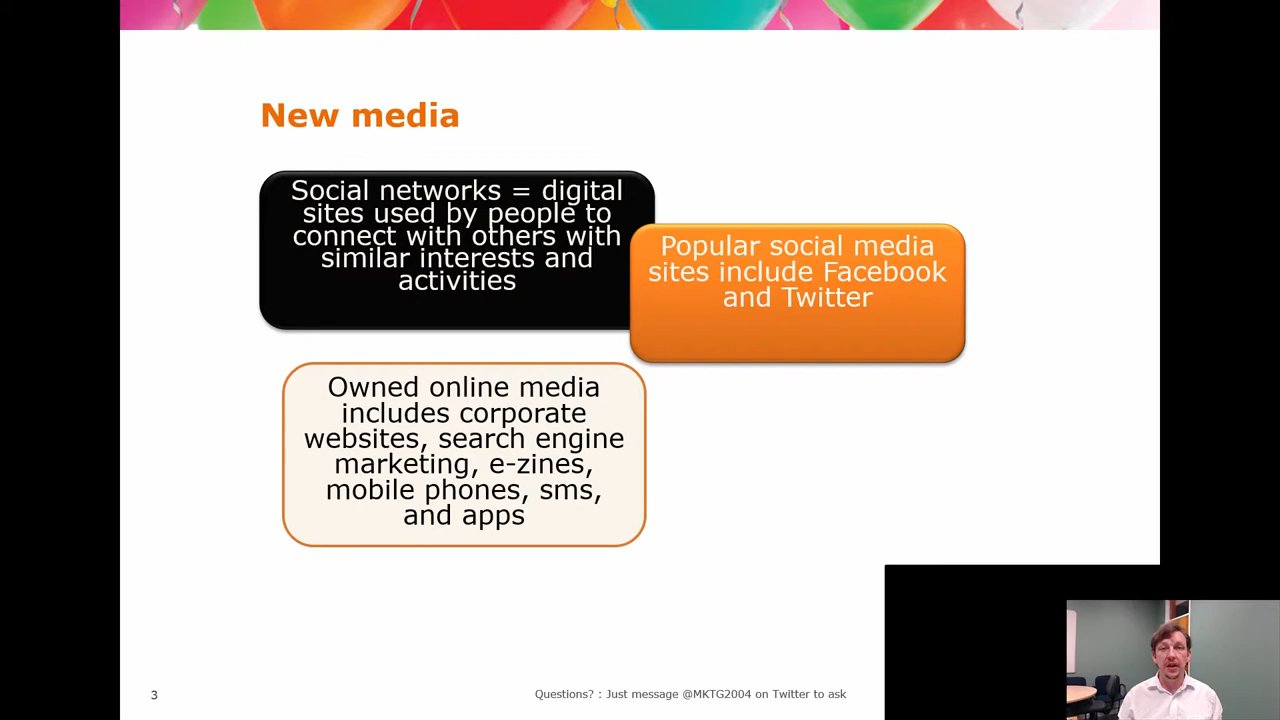 New media
Social networks = digital
sites used by people to
connect with others with
similar interests and
activities
Popular social media
sites include Facebook
and Twitter
Owned online media
includes corporate
websites, search engine
marketing, e-zines,
mobile phones, sms,
and apps
3
Questions? : Just message @MKTG2004 on Twitter to ask